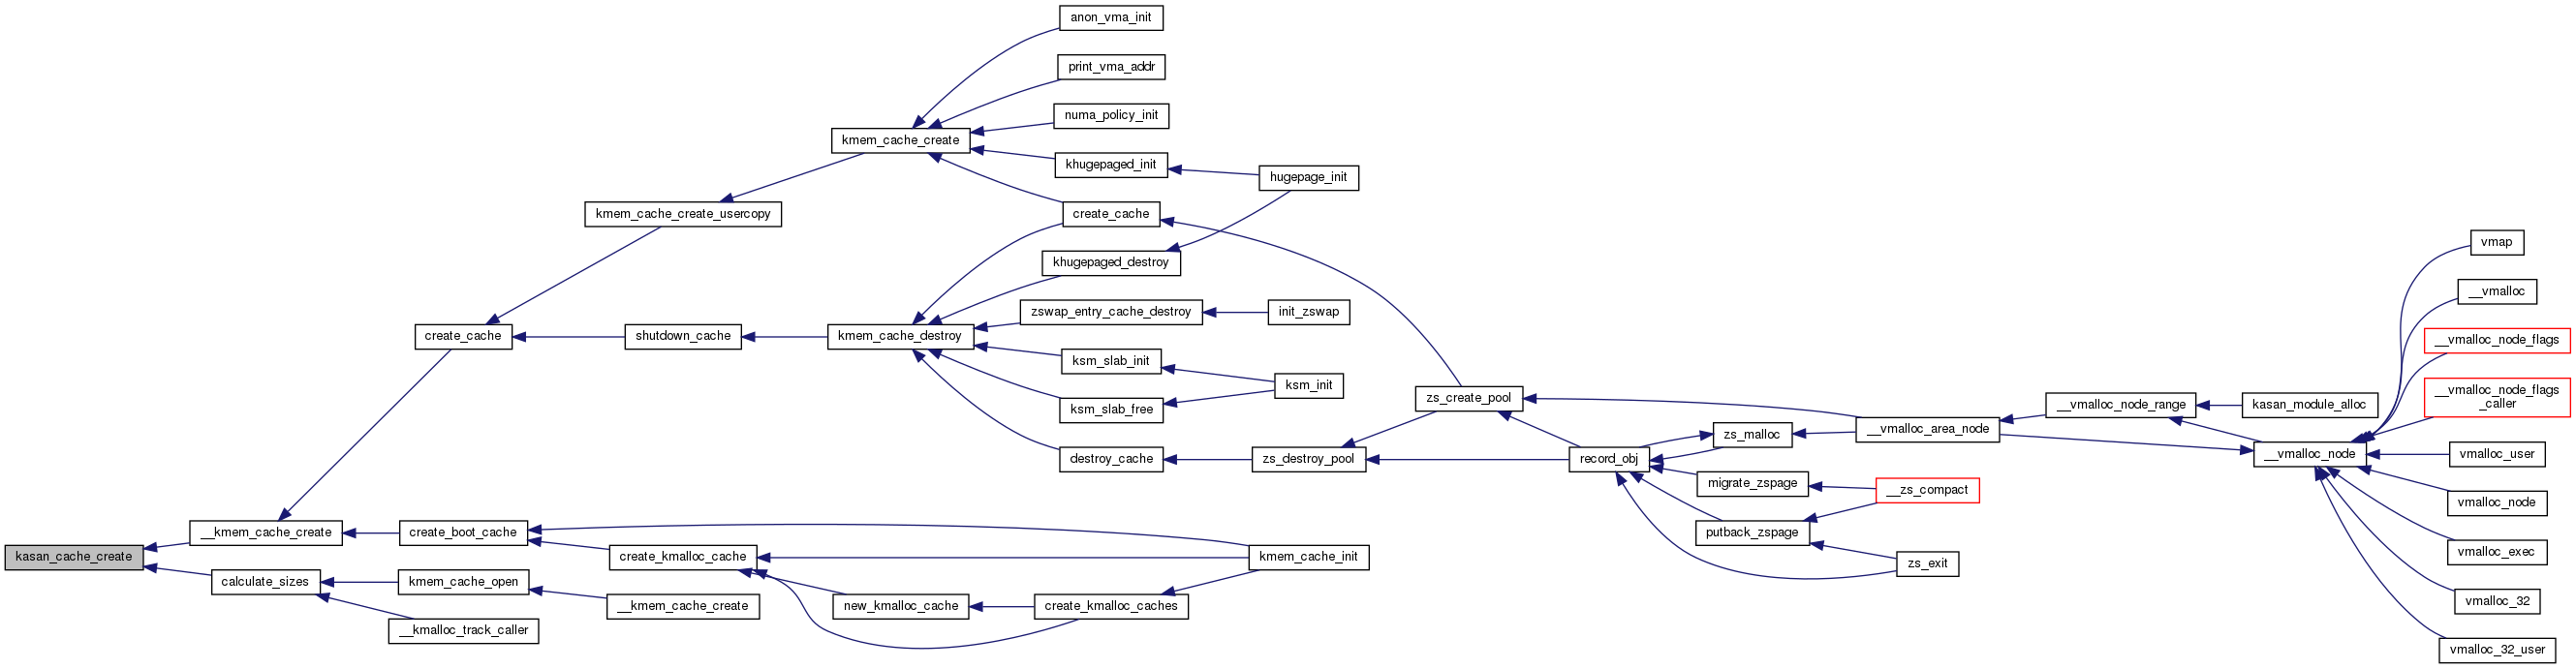 kasan_cache_create
__kmem_cache_create
calculate_sizes
create_cache
create_boot_cache
kmem_cache_open
__kmalloc_track_caller
kmem_cache_create_usercopy
shutdown_cache
create_kmalloc_cache
__kmem_cache_create
kmem_cache_create
kmem_cache_destroy
new_kmalloc_cache
anon_vma_init
print_vma_addr
numa_policy_init
khugepaged_init
create_cache
khugepaged_destroy
zswap_entry_cache_destroy
ksm_slab_init
ksm_slab_free
destroy_cache
create_kmalloc_caches
hugepage_init
init_zswap
ksm_init
zs_destroy_pool
kmem_cache_init
zs_create_pool
record_obj
zs_malloc
migrate_zspage
putback_zspage
__vmalloc_area_node
__zs_compact
zs_exit
__vmalloc_node_range
kasan_module_alloc
__vmalloc_node
vmap
__vmalloc
__vmalloc_node_flags
__vmalloc_node_flags
_caller
vmalloc_user
vmalloc_node
vmalloc_exec
vmalloc_32
vmalloc_32_user